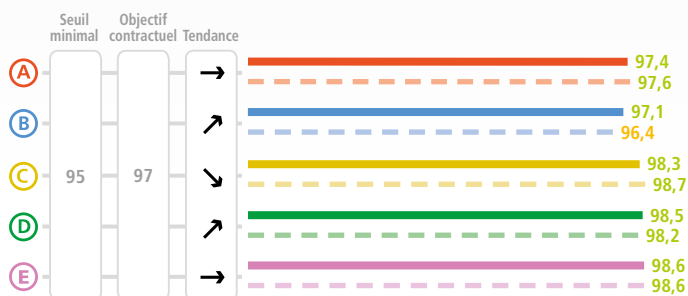 Seuil minimal
Objectif contractuel
Tendance
A
97,4
97,6
B
97,1
96,4
C
95
97
98,3
98,7
D
98,5
98,2
E
98,6
98,6